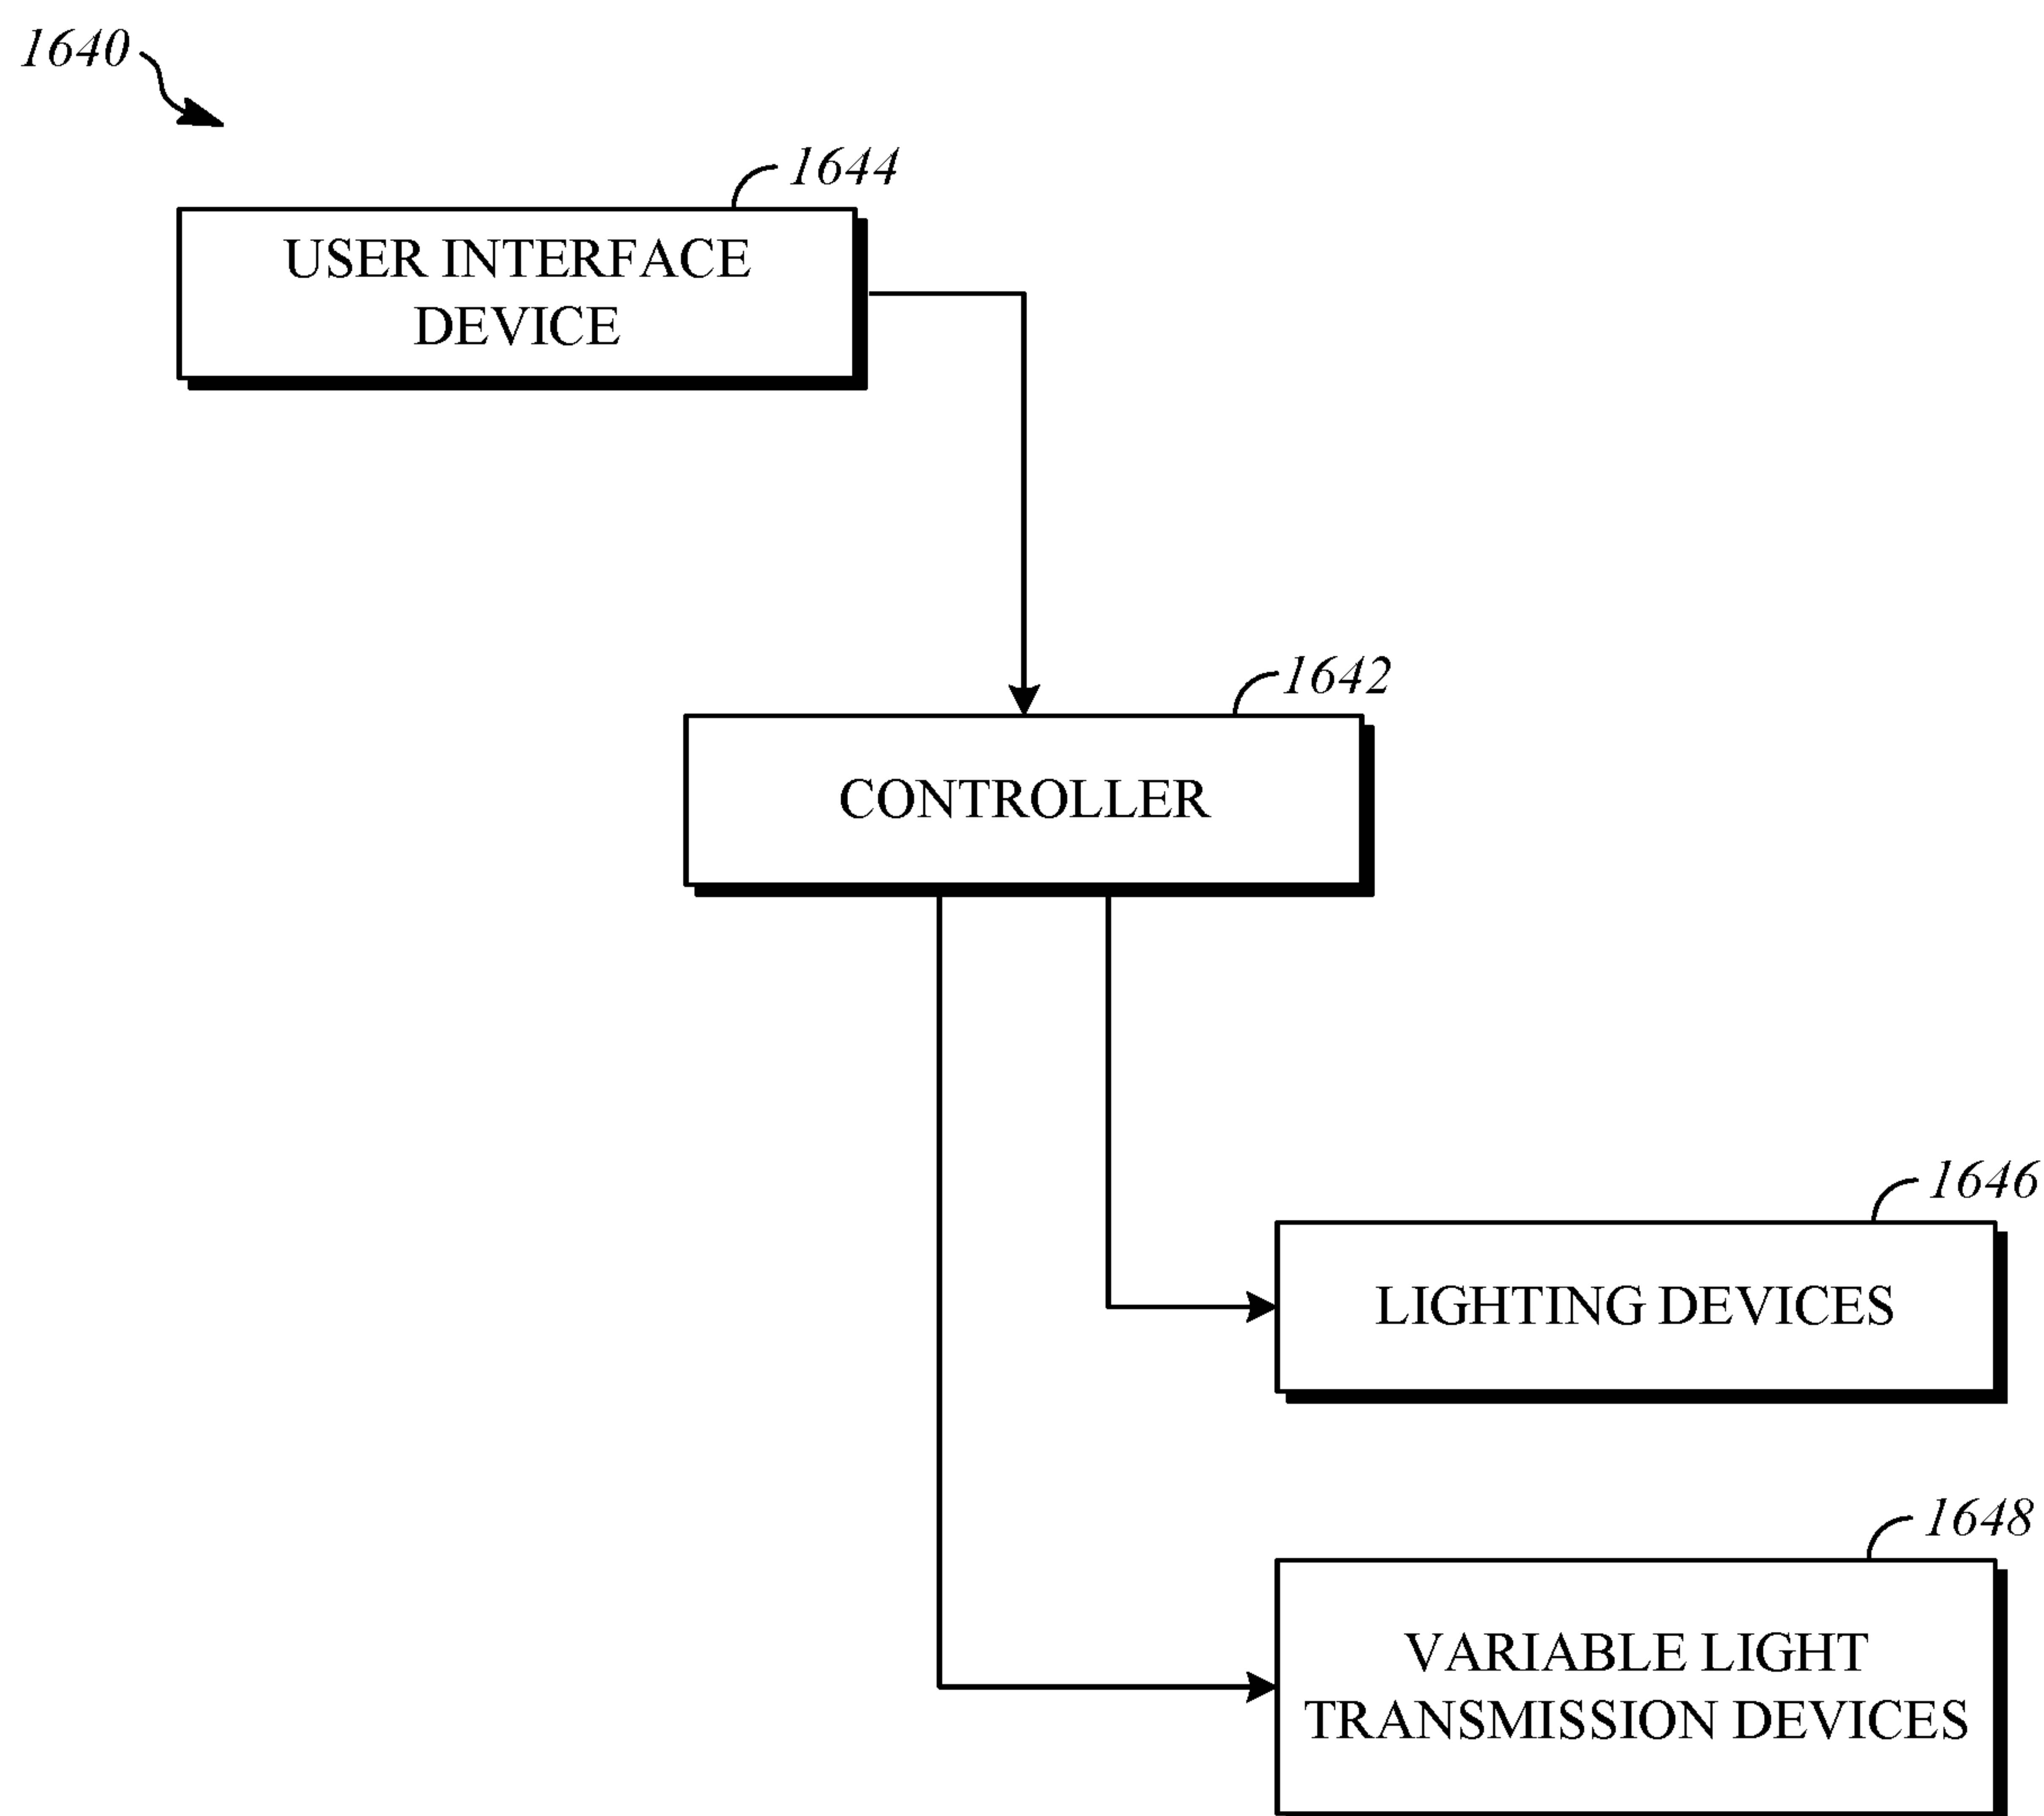 1640
1644
USER INTERFACE
DEVICE
1642
CONTROLLER
1646
LIGHTING DEVICES
1648
VARIABLE LIGHT
TRANSMISSION DEVICES